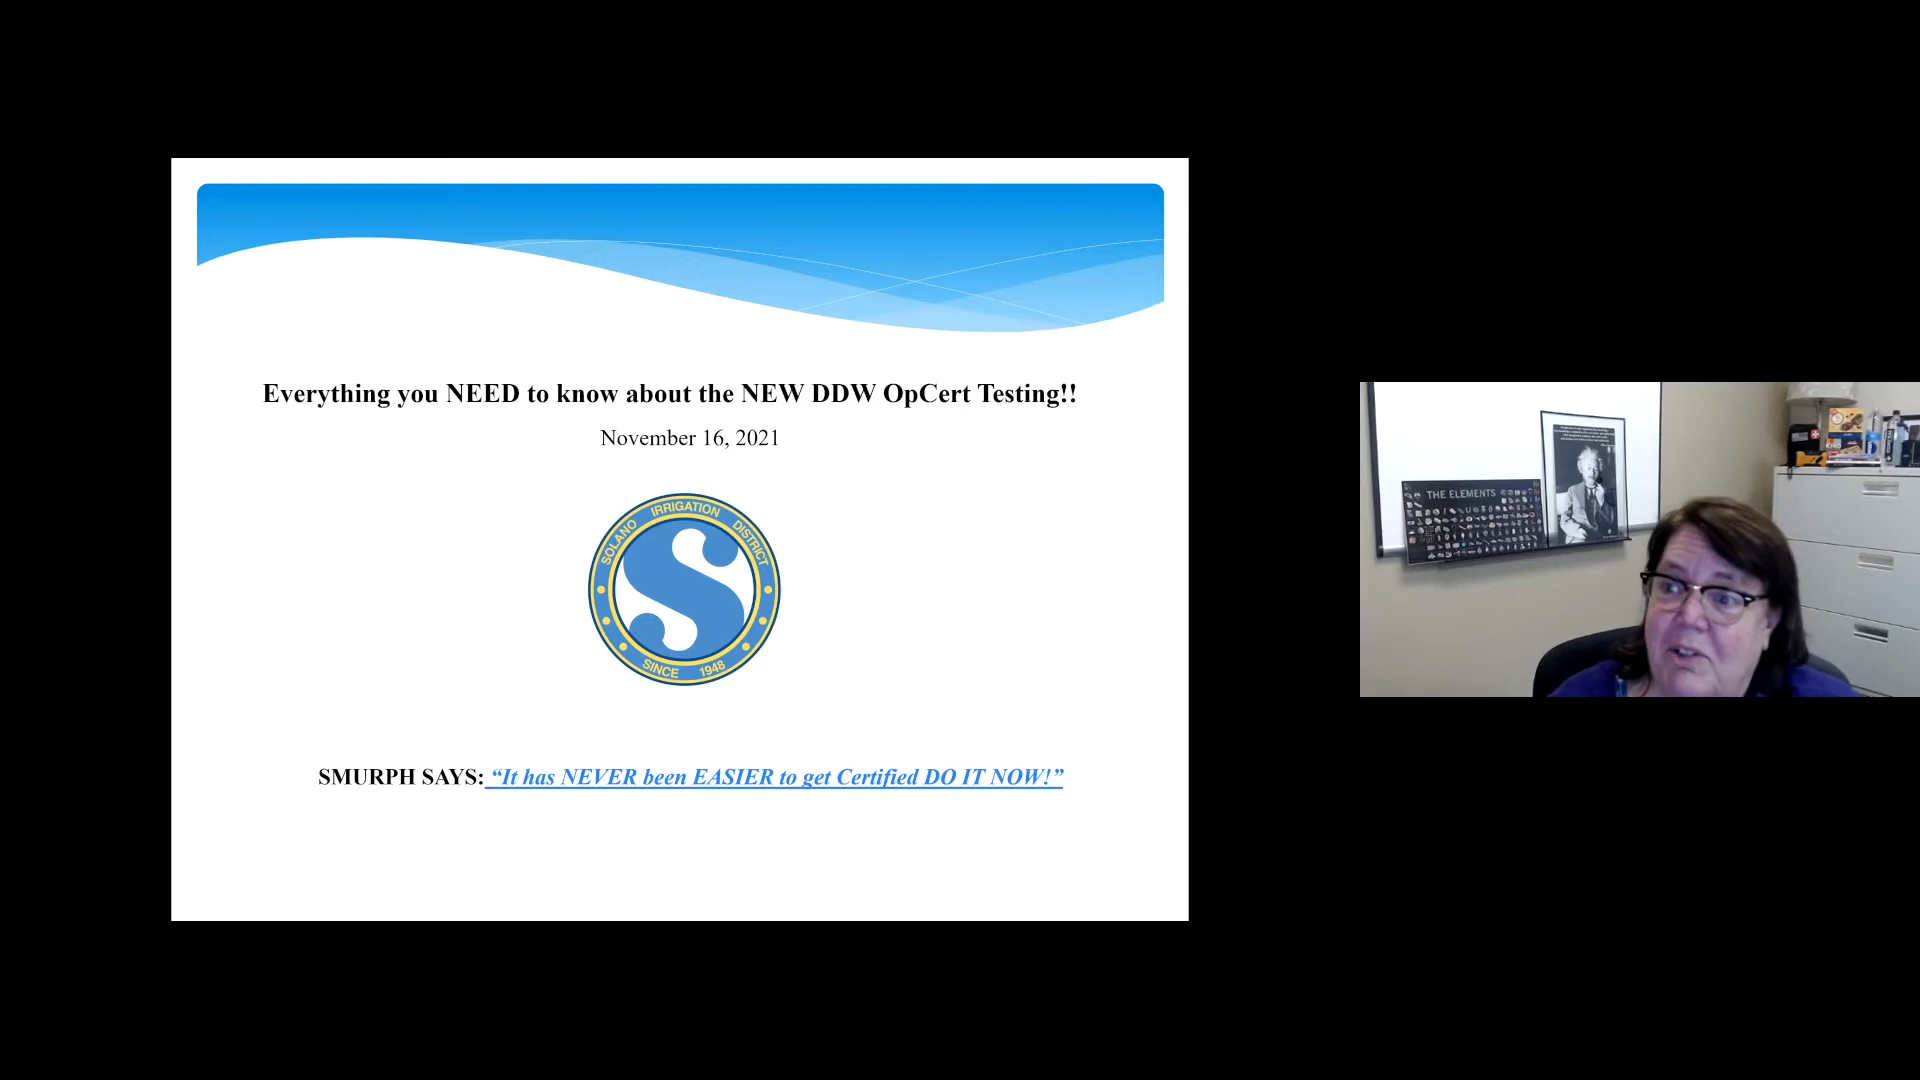 Everything you NEED to know about the NEW DDW OpCert Testing!!
November 16, 2021
SOLANO IRRIGATION DISTRICT
SINCE 1948
SMURPH SAYS: “It has NEVER been EASIER to get Certified DO IT NOW!”
THE ELEMENTS
KIND